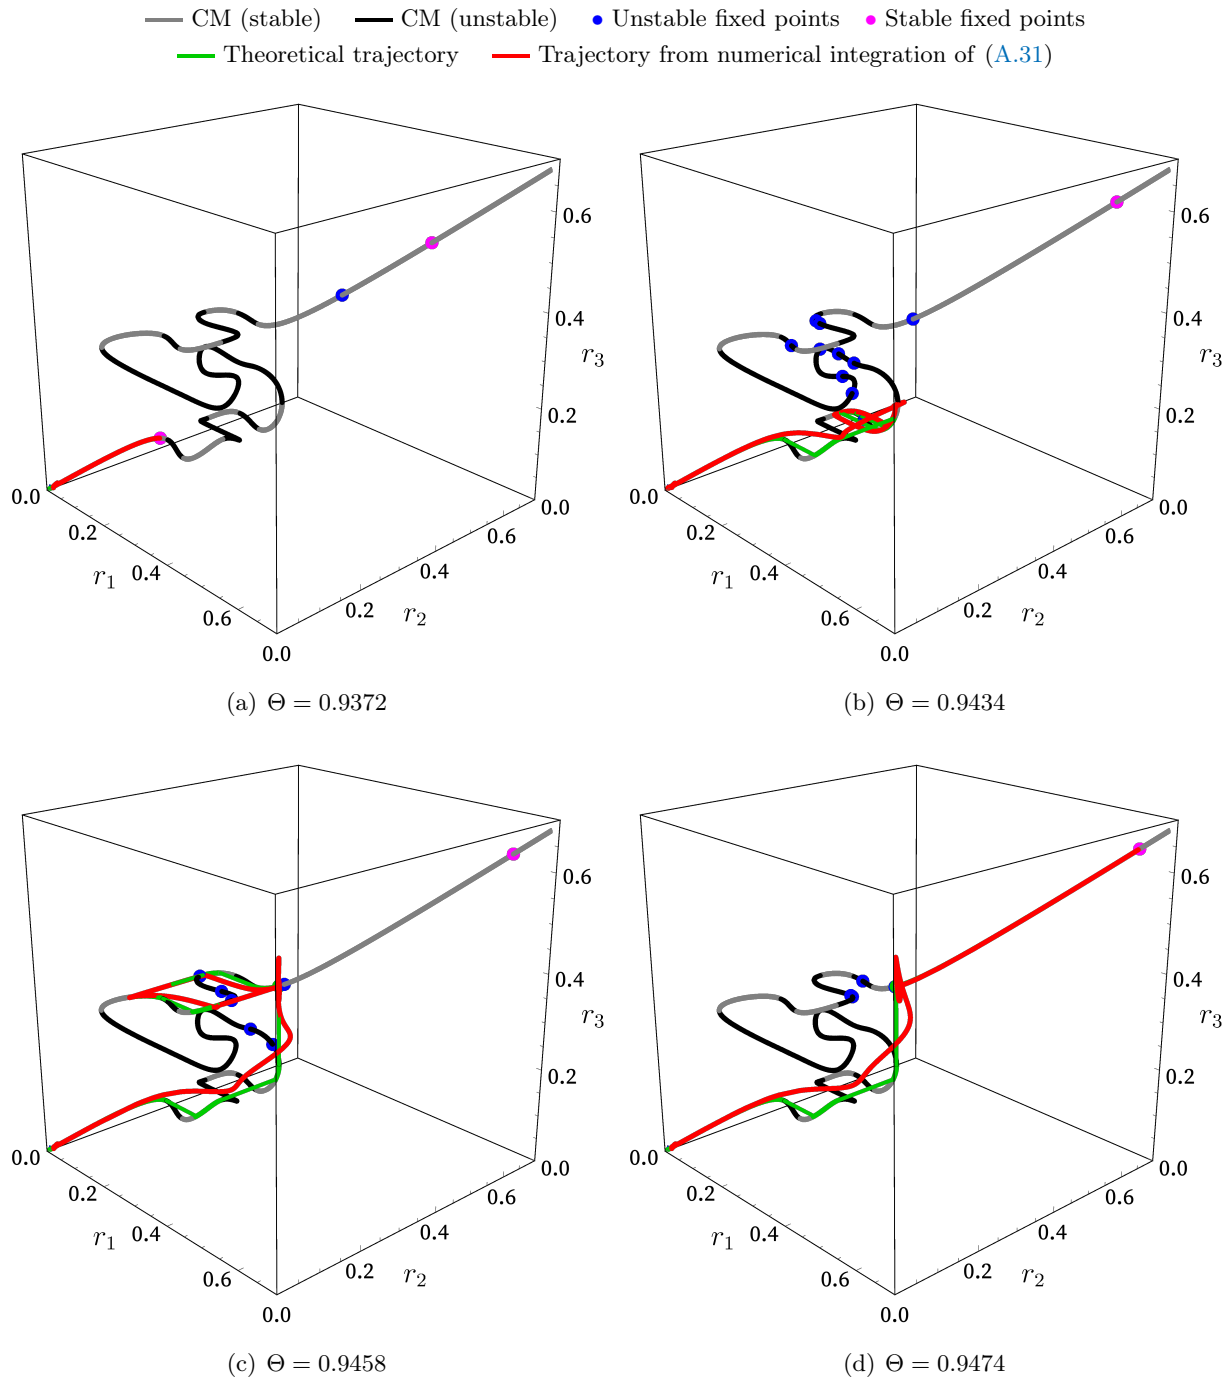 CM (stable) CM (unstable) Unstable fixed points Stable fixed points
Theoretical trajectory Trajectory from numerical integration of (A.31)
0.6
0.4
r3
0.2
0.0
0.0
0.2
0.4
0.6
r1
0.0
0.2
0.4
0.6
r2
(a) Θ = 0.9372
0.6
0.4
r3
0.2
0.0
0.0
0.2
0.4
0.6
r1
0.0
0.2
0.4
0.6
r2
(b) Θ = 0.9434
0.6
0.4
r3
0.2
0.0
0.0
0.2
0.4
0.6
r1
0.0
0.2
0.4
0.6
r2
(c) Θ = 0.9458
0.6
0.4
r3
0.2
0.0
0.0
0.2
0.4
0.6
r1
0.0
0.2
0.4
0.6
r2
(d) Θ = 0.9474